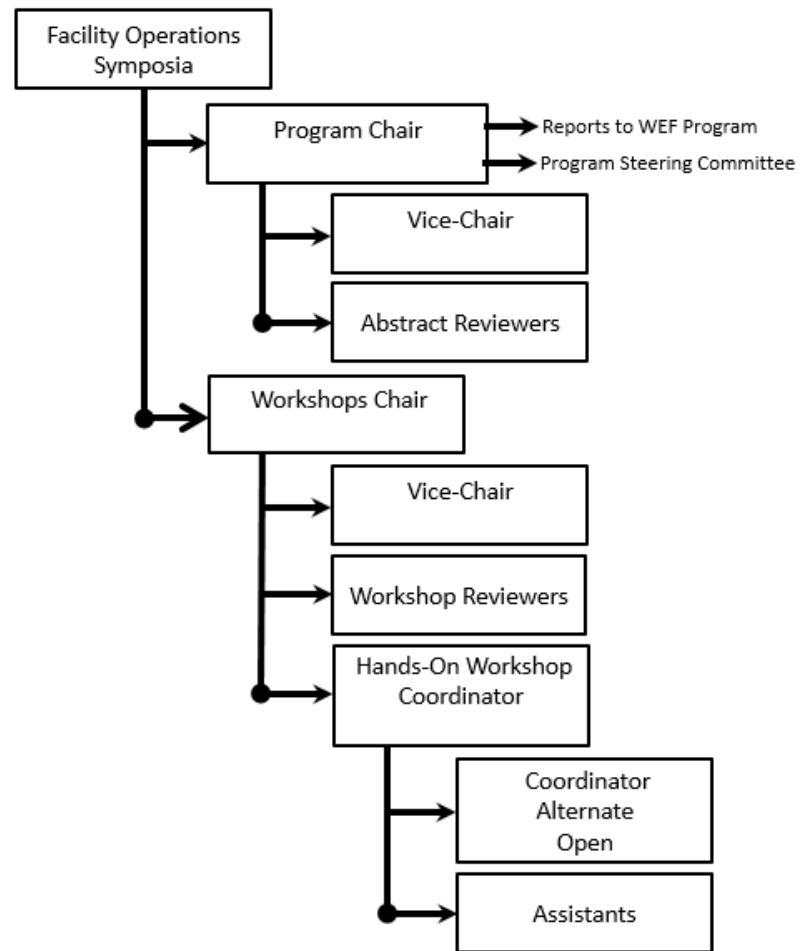 Facility Operations
Symposia
Program Chair
Reports to WEF Program
Program Steering Committee
Vice-Chair
Abstract Reviewers
Workshops Chair
Vice-Chair
Workshop Reviewers
Hands-On Workshop
Coordinator
Coordinator
Alternate
Open
Assistants